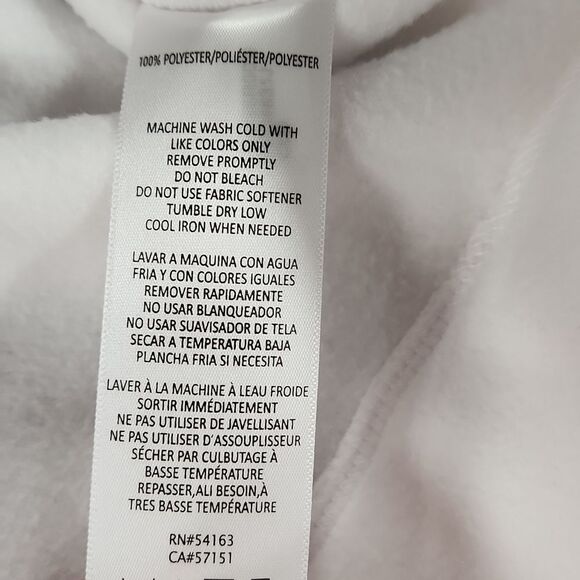 100% POLYESTER/POLIÉSTER/POLYESTER
MACHINE WASH COLD WITH
LIKE COLORS ONLY
REMOVE PROMPTLY
DO NOT BLEACH
DO NOT USE FABRIC SOFTENER
TUMBLE DRY LOW
COOL IRON WHEN NEEDED
LAVAR A MAQUINA CON AGUA
FRIA Y CON COLORES IGUALES
REMOVER RAPIDAMENTE
NO USAR BLANQUEADOR
NO USAR SUAVISADOR DE TELA
SECAR A TEMPERATURA BAJA
PLANCHA FRIA SI NECESITA
LAVER À LA MACHINE À LEAU FROIDE
SORTIR IMMÉDIATEMENT
NE PAS UTILISER DE JAVELLISANT
NE PAS UTILISER D'ASSOUPLISSEUR
SÉCHER PAR CULBUTAGE À
BASSE TEMPÉRATURE
REPASSER,ALI BESOIN,À
TRES BASSE TEMPÉRATURE
RN#54163
CA#57151